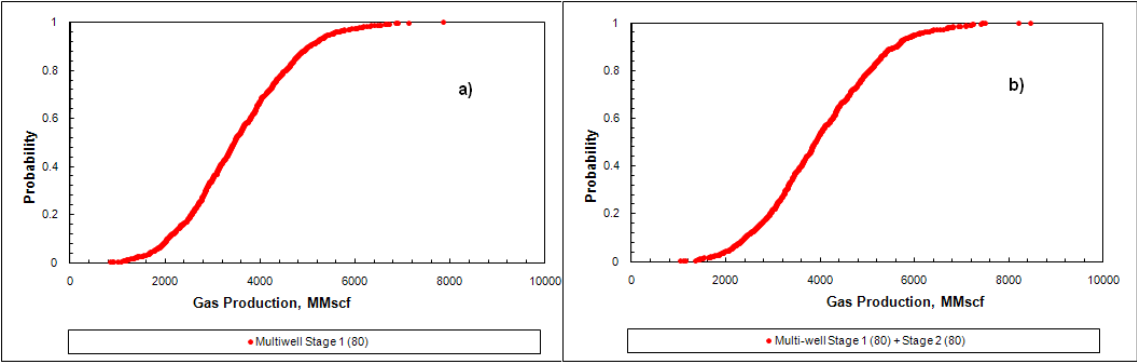 1
0.8
0.6
0.4
0.2
0
Probability
a)
0 2000 4000 6000 8000 10000
Gas Production, MMscf
Multiwell Stage 1 (80)
1
0.8
0.6
0.4
0.2
0
Probability
b)
0 2000 4000 6000 8000 10000
Gas Production, MMscf
Multi-well Stage 1 (80) + Stage 2 (80)